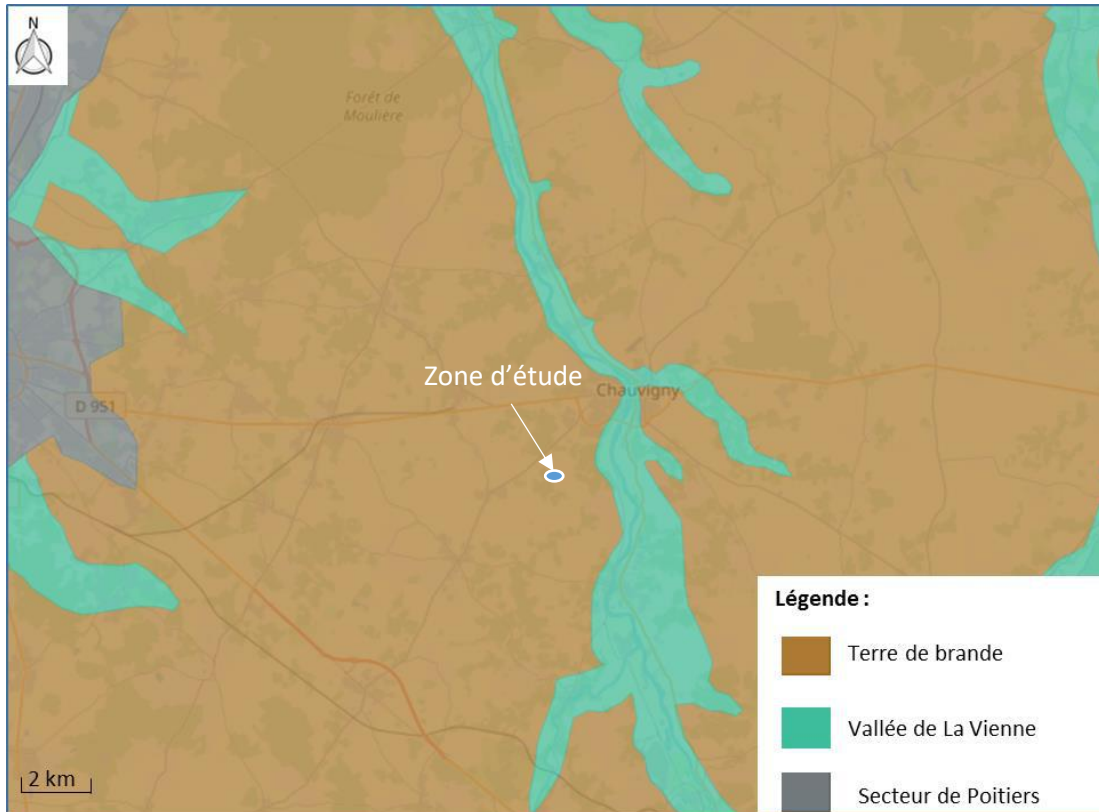 N
Forêt de
Moulière
Zone d'étude
Chauvigny
D 951
Légende :
Terre de brande
Vallée de La Vienne
Secteur de Poitiers
2 km